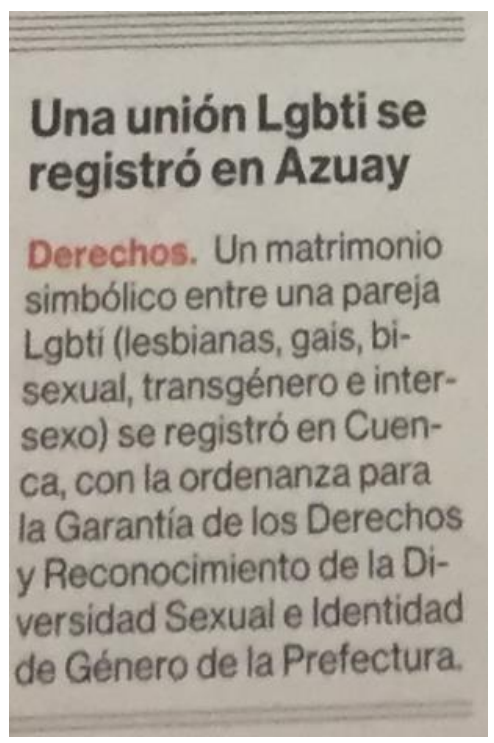 Una unión Lgbti se
registró en Azuay
Derechos. Un matrimonio
simbólico entre una pareja
Lgbti (lesbianas, gais, bi-
sexual, transgénero e inter-
sexo) se registró en Cuen-
ca, con la ordenanza para
la Garantía de los Derechos
y Reconocimiento de la Di-
versidad Sexual e Identidad
de Género de la Prefectura.